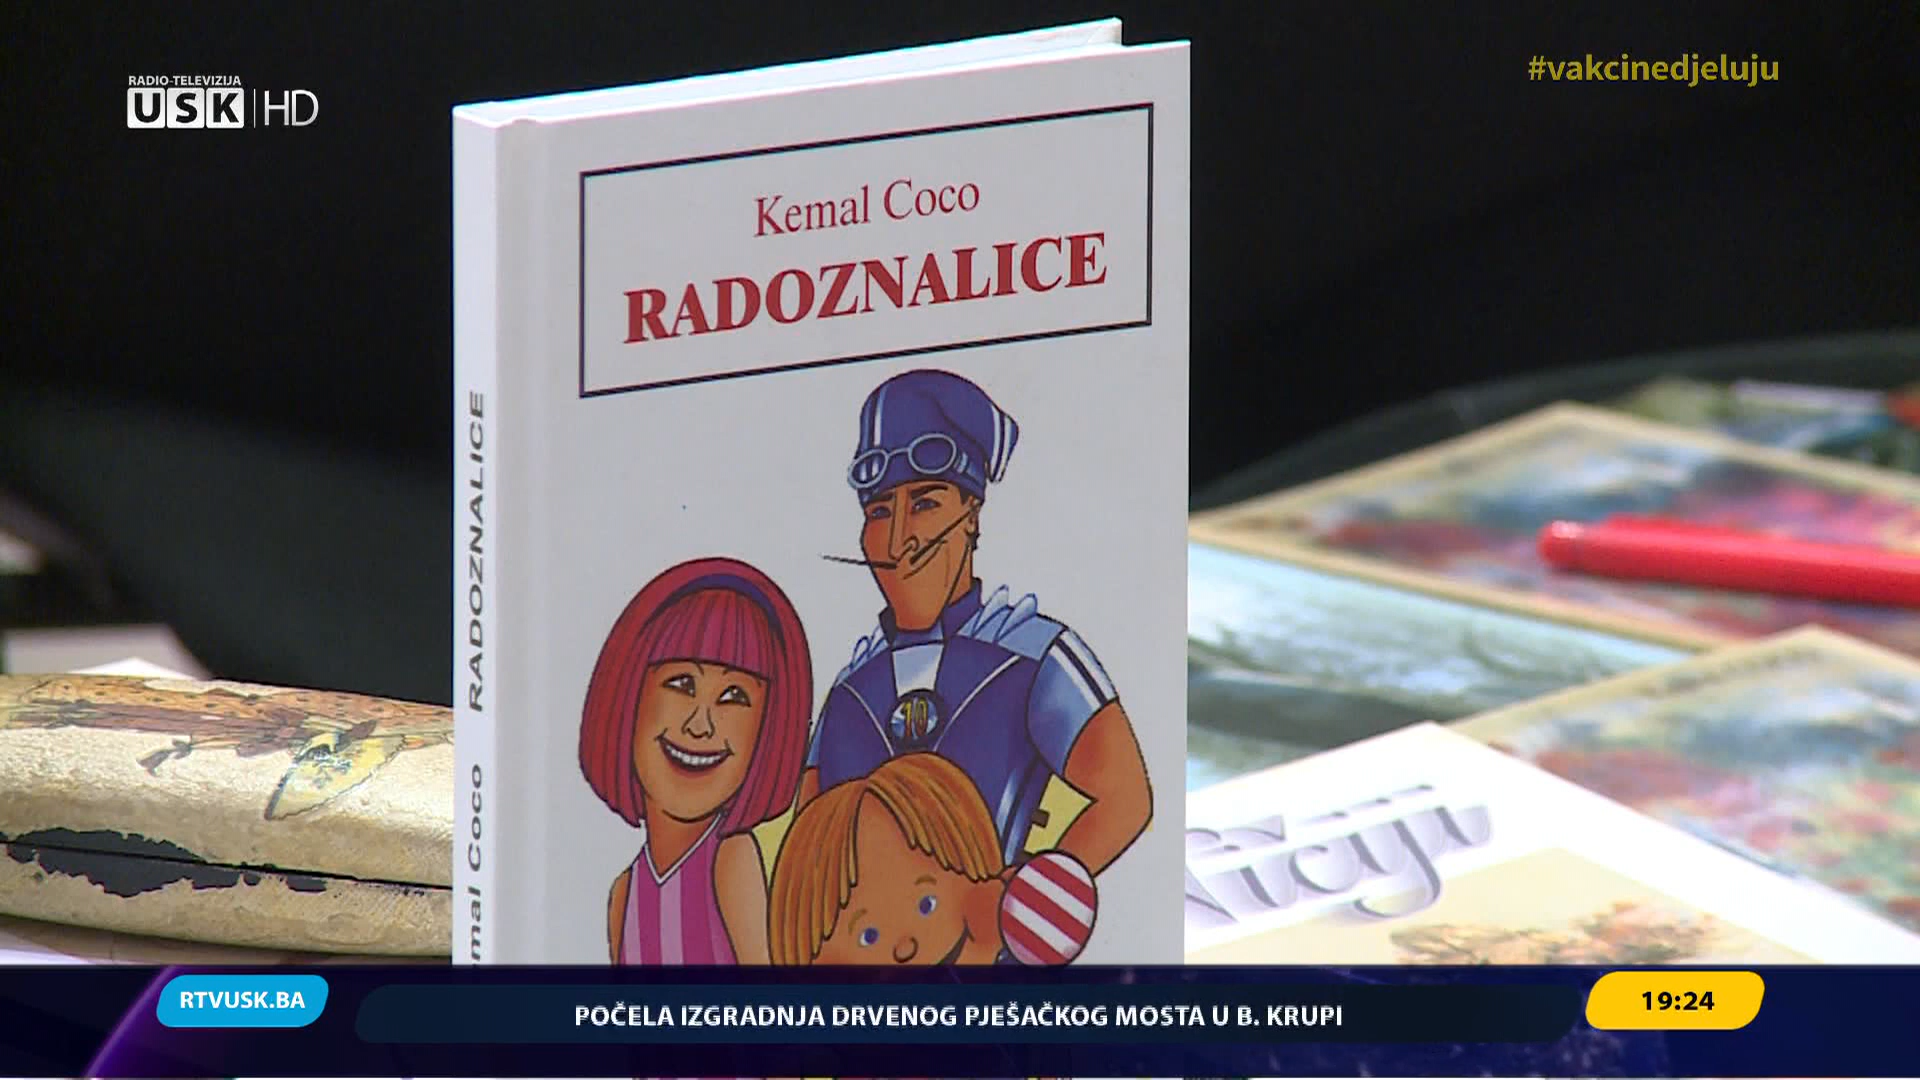 RADIO-TELEVIZIJA
USK HD
#vakcinedjeluju
Kemal Coco
RADOZNALICE
RADOZNALICE
Coco
10
RTVUSK.BA
POČELA IZGRADNJA DRVENOG PJEŠAČKOG MOSTA U B. KRUPI
19:24